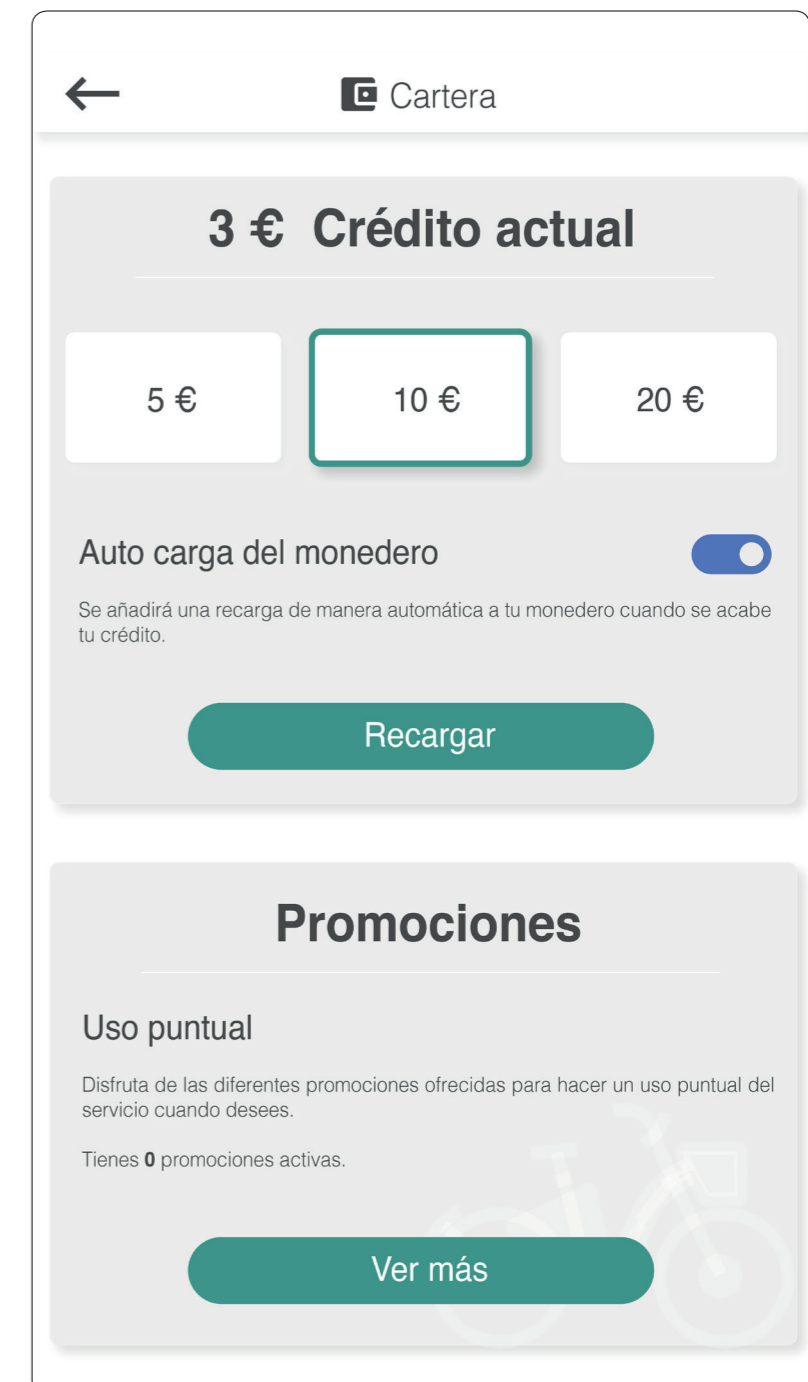 Cartera
3 € Crédito actual
5 €
10 €
20 €
Auto carga del monedero
Se añadirá una recarga de manera automática a tu monedero cuando se acabe
tu crédito.
Recargar
Promociones
Uso puntual
Disfruta de las diferentes promociones ofrecidas para hacer un uso puntual del
servicio cuando desees.
Tienes 0 promociones activas.
Ver más